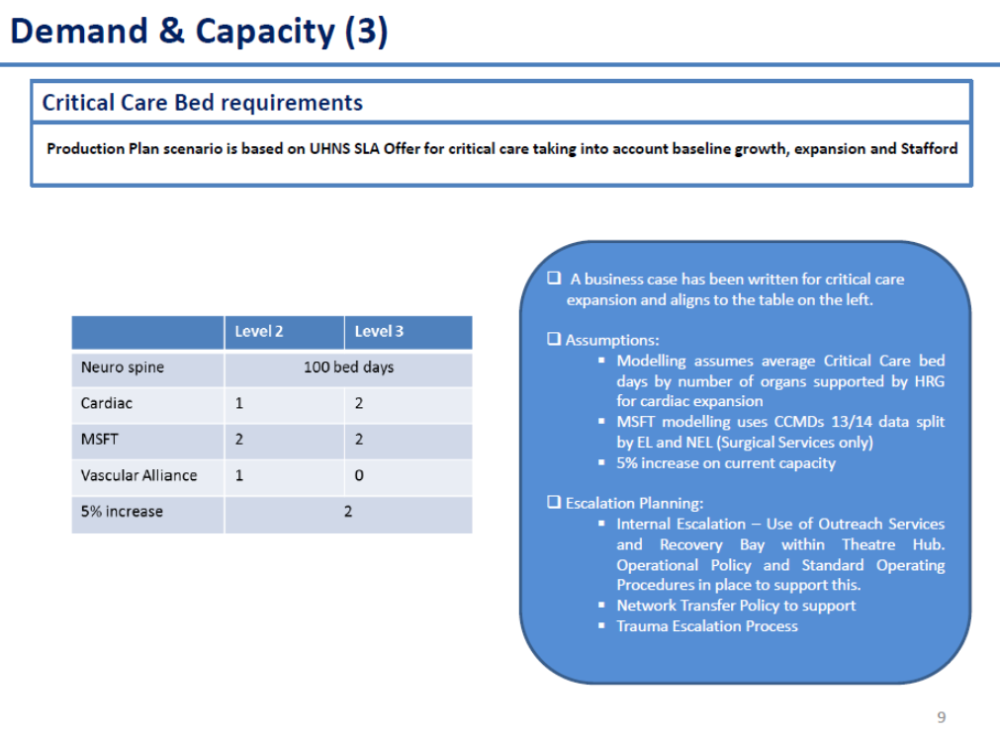 Demand & Capacity (3)
Critical Care Bed requirements
Production Plan scenario is based on UHNS SLA Offer for critical care taking into account baseline growth, expansion and Stafford
Level 2 Level 3
Neuro spine 100 bed days
Cardiac 1 2
MSFT 2 2
Vascular Alliance 1 0
5% increase 2
❑ A business case has been written for critical care
expansion and aligns to the table on the left.
❑ Assumptions:
▪ Modelling assumes average Critical Care bed
days by number of organs supported by HRG
for cardiac expansion
▪ MSFT modelling uses CCMDs 13/14 data split
by EL and NEL (Surgical Services only)
▪ 5% increase on current capacity
❑ Escalation Planning:
▪ Internal Escalation – Use of Outreach Services
and Recovery Bay within Theatre Hub.
Operational Policy and Standard Operating
Procedures in place to support this.
▪ Network Transfer Policy to support
▪ Trauma Escalation Process
9